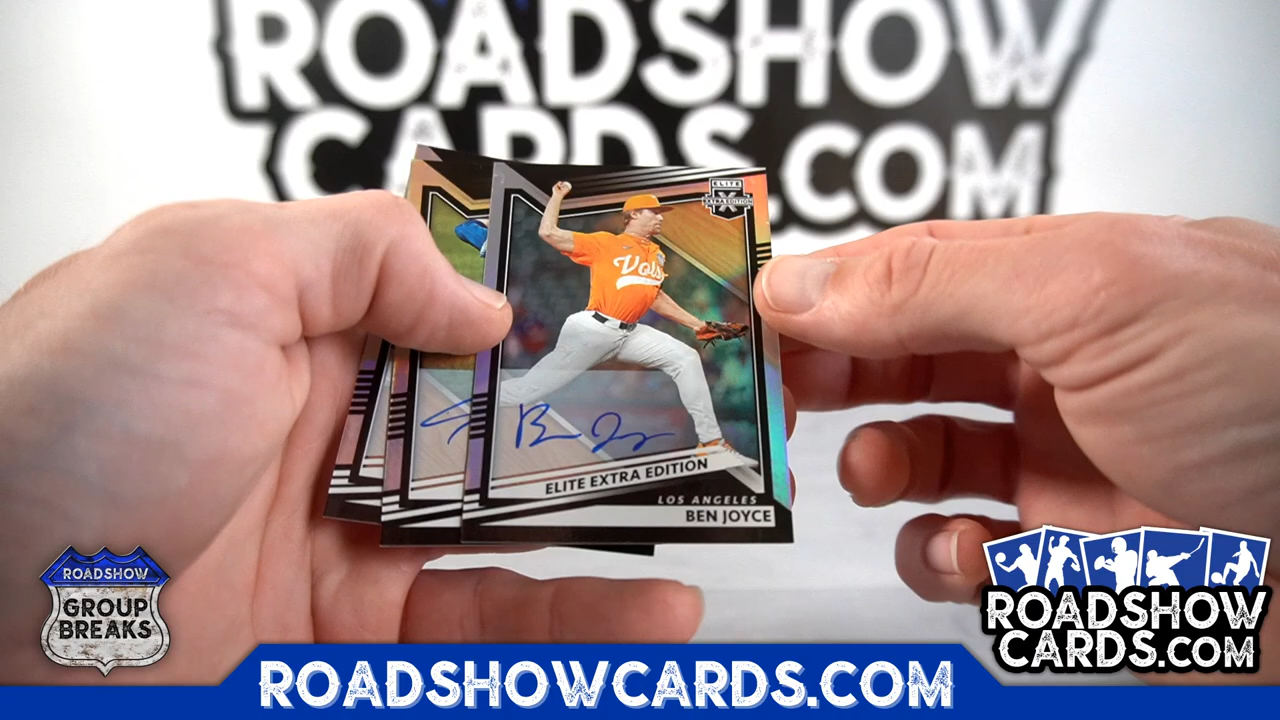 ROADSHOW
CARDS.COM
ELITE
X
EXTRA EDITION
Vols
ELITE EXTRA EDITION
LOS ANGELES
BEN JOYCE
ROADSHOW
GROUP
BREAKS
ROADSHOW
CARDS.COM
ROADSHOWCARDS.COM